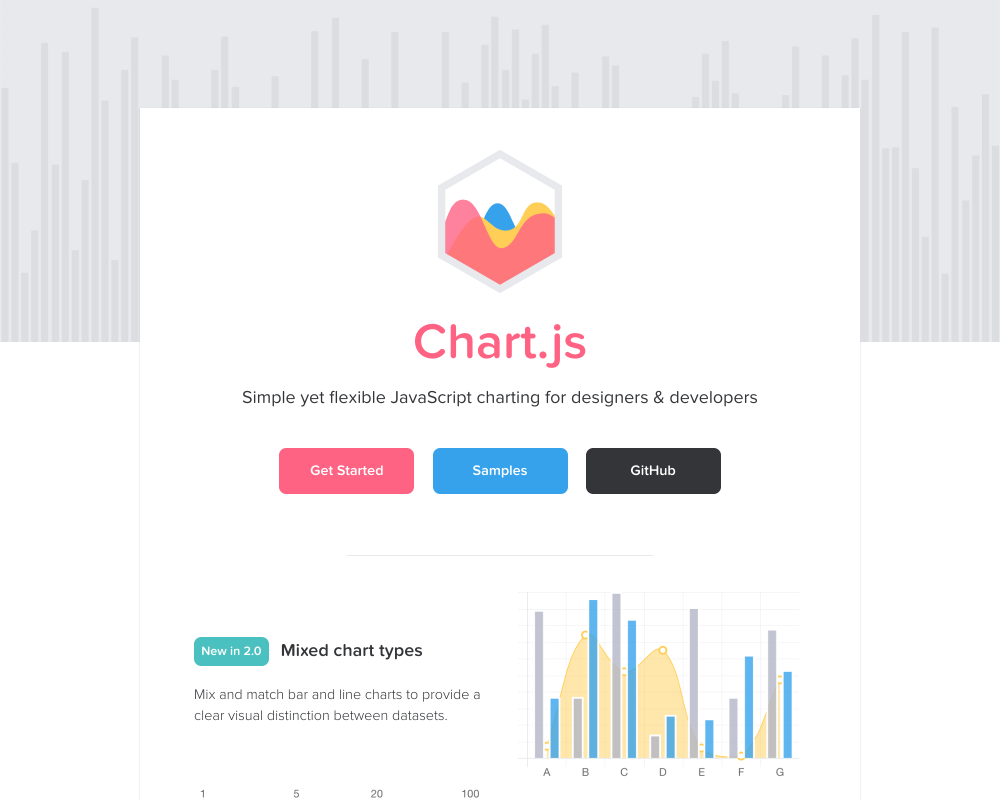 Chart.js
Simple yet flexible JavaScript charting for designers & developers
Get Started
Samples
GitHub
New in 2.0
Mixed chart types
Mix and match bar and line charts to provide a
clear visual distinction between datasets.
A B C D E F G
1 5 20 100